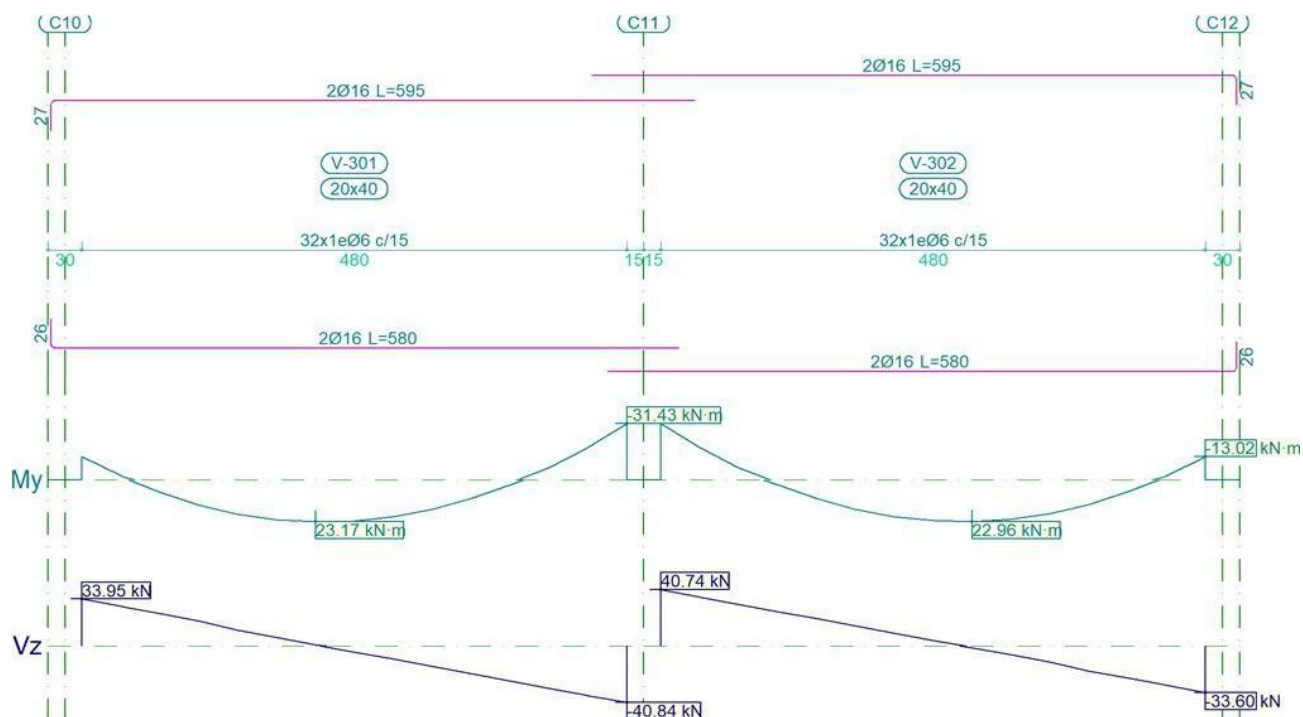 C10
C11
C12
2Ø16 L=595
2Ø16 L=595
27
27
V-301
20x40
V-302
20x40
32x1eØ6 c/15
32x1eØ6 c/15
30
480
1515
480
30
26
2Ø16 L=580
2Ø16 L=580
26
-31.43 kN·m
-13.02 kN·m
My
23.17 kN·m
22.96 kN·m
33.95 kN
40.74 kN
Vz
-40.84 kN
-33.60 kN